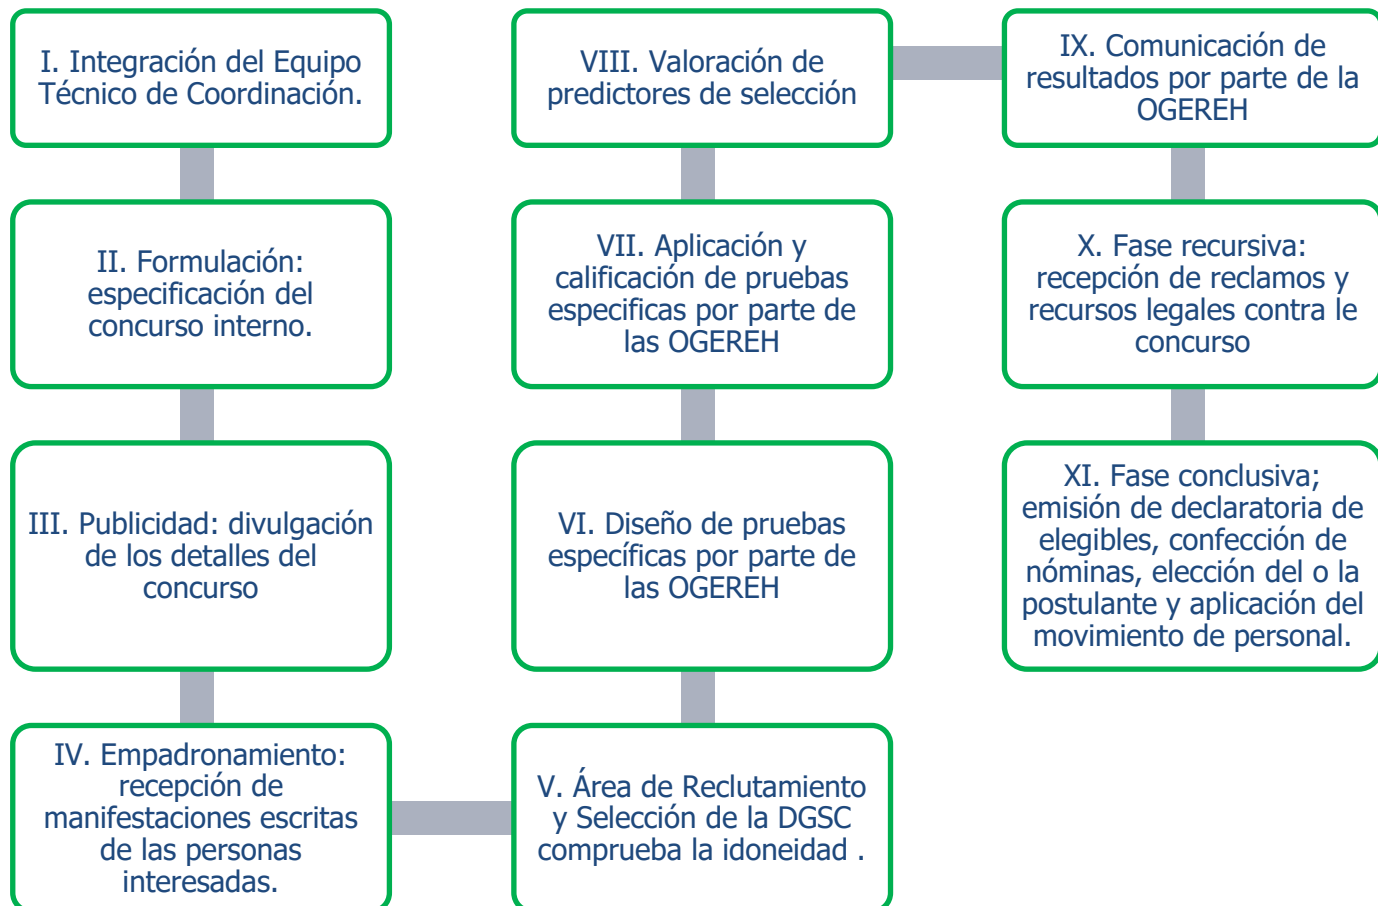 I. Integración del Equipo
Técnico de Coordinación.
II. Formulación:
especificación del
concurso interno.
III. Publicidad: divulgación
de los detalles del
concurso
IV. Empadronamiento:
recepción de
manifestaciones escritas
de las personas
interesadas.
V. Área de Reclutamiento
y Selección de la DGSC
comprueba la idoneidad .
VI. Diseño de pruebas
específicas por parte de
las OGEREH
VII. Aplicación y
calificación de pruebas
especificas por parte de
las OGEREH
VIII. Valoración de
predictores de selección
IX. Comunicación de
resultados por parte de la
OGEREH
X. Fase recursiva:
recepción de reclamos y
recursos legales contra le
concurso
XI. Fase conclusiva;
emisión de declaratoria de
elegibles, confección de
nóminas, elección del o la
postulante y aplicación del
movimiento de personal.